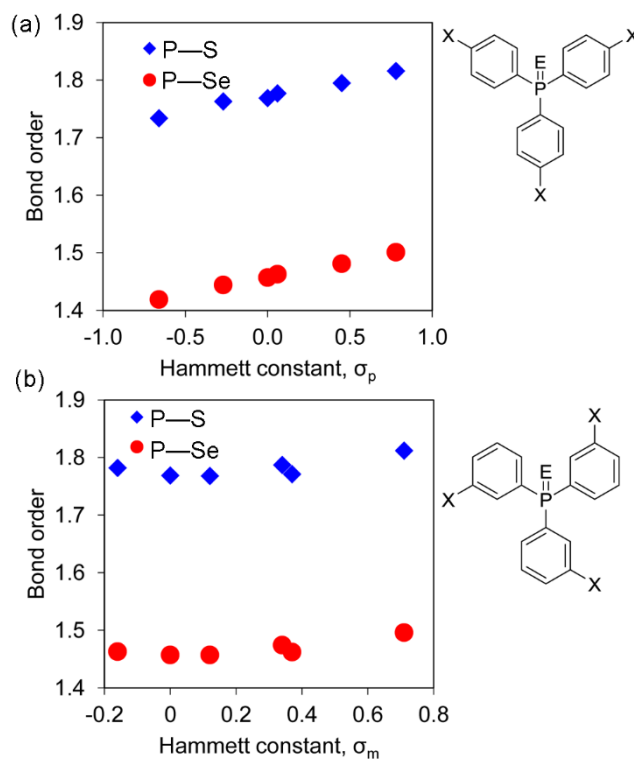 (a)
P—S
P—Se
Bond order
1.9
1.8
1.7
1.6
1.5
1.4
-1.0 -0.5 0.0 0.5 1.0
Hammett constant, σp
X X
E
P
X
(b)
P—S
P—Se
Bond order
1.9
1.8
1.7
1.6
1.5
1.4
-0.2 0 0.2 0.4 0.6 0.8
Hammett constant, σm
X
E
X P
X